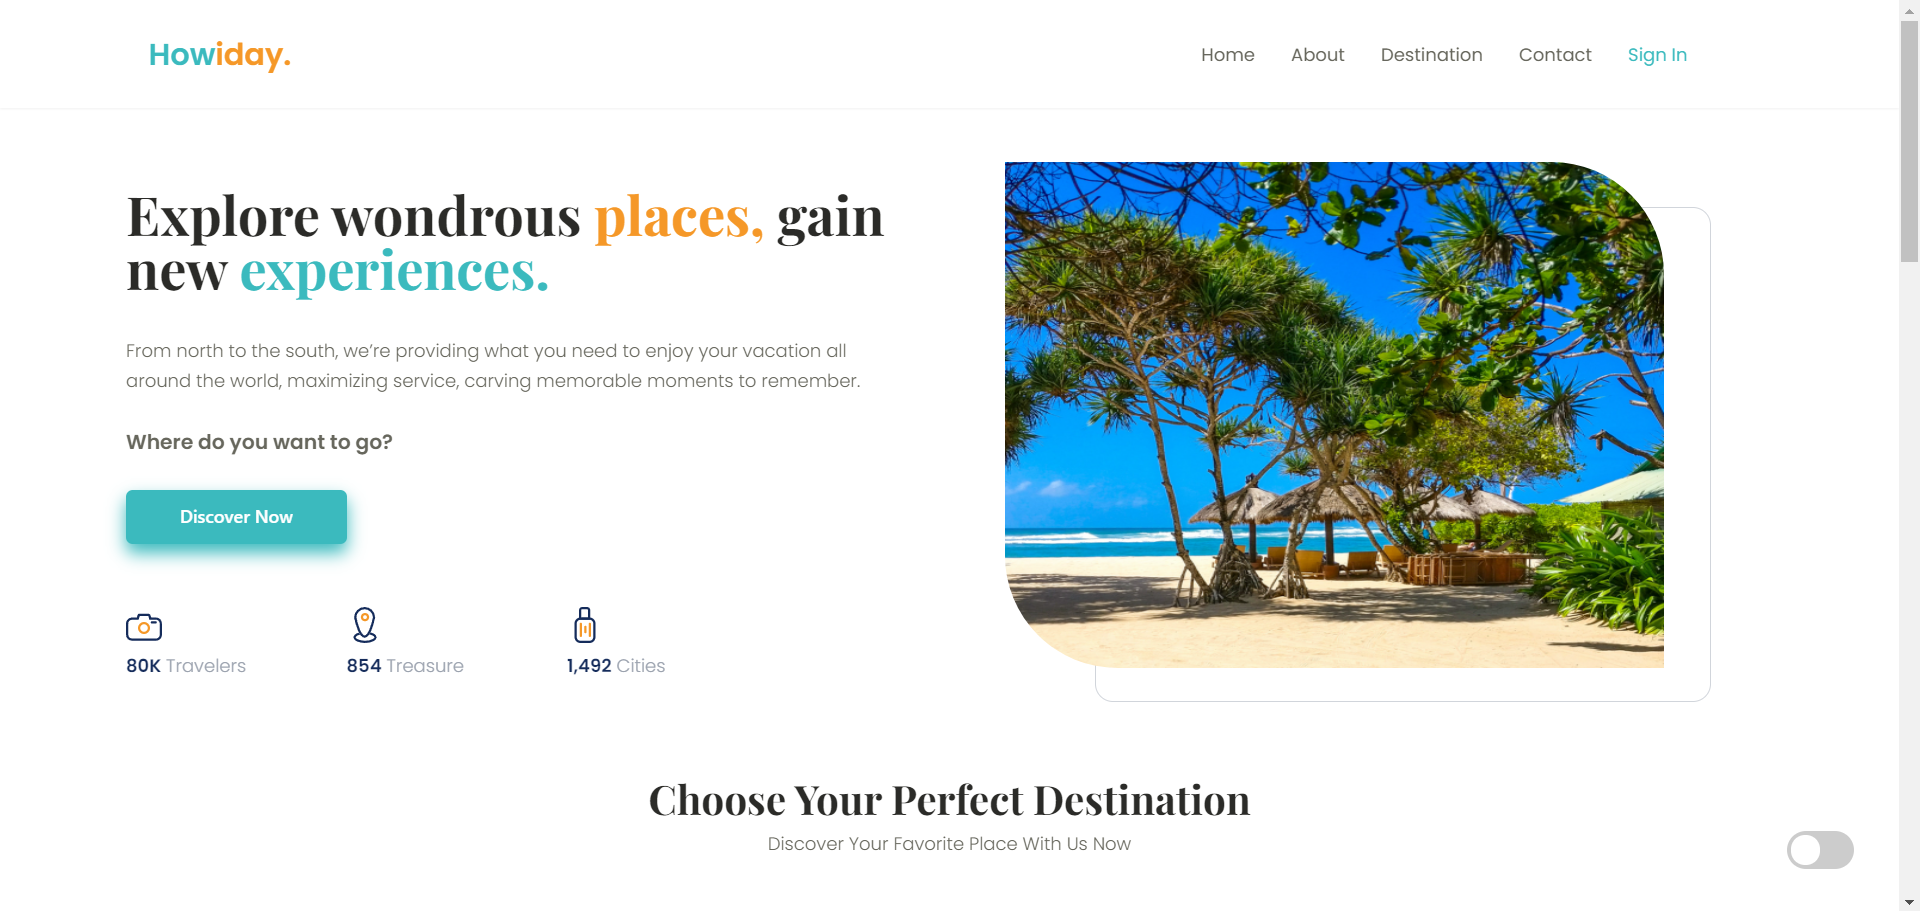 Howiday.
Home About Destination Contact Sign In
Explore wondrous places, gain
new experiences.
From north to the south, we’re providing what you need to enjoy your vacation all
around the world, maximizing service, carving memorable moments to remember.
Where do you want to go?
Discover Now
80K Travelers
854 Treasure
1,492 Cities
Choose Your Perfect Destination
Discover Your Favorite Place With Us Now